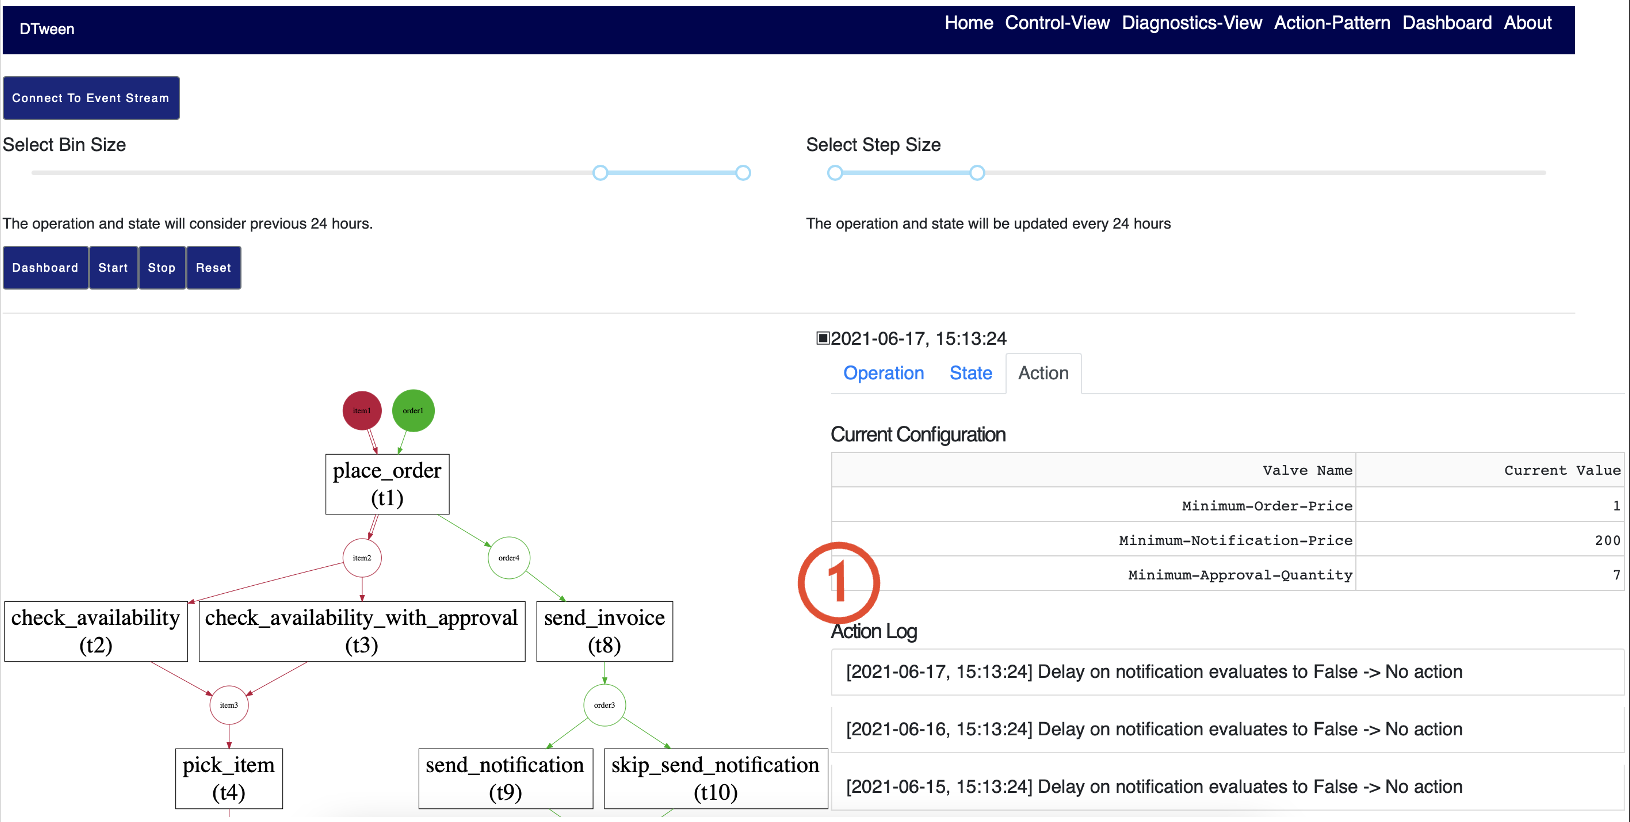 DTween
Home Control-View Diagnostics-View Action-Pattern Dashboard About
Connect To Event Stream
Select Bin Size
The operation and state will consider previous 24 hours.
Select Step Size
The operation and state will be updated every 24 hours
Dashboard Start Stop Reset
item1
order1
place_order
(t1)
item2
order4
check_availability
(t2)
check_availability_with_approval
(t3)
send_invoice
(t8)
item3
order3
pick_item
(t4)
send_notification
(t9)
skip_send_notification
(t10)
2021-06-17, 15:13:24
Operation State Action
Current Configuration
Valve Name Current Value
Minimum-Order-Price 1
Minimum-Notification-Price 200
Minimum-Approval-Quantity 7
1
Action Log
[2021-06-17, 15:13:24] Delay on notification evaluates to False -> No action
[2021-06-16, 15:13:24] Delay on notification evaluates to False -> No action
[2021-06-15, 15:13:24] Delay on notification evaluates to False -> No action